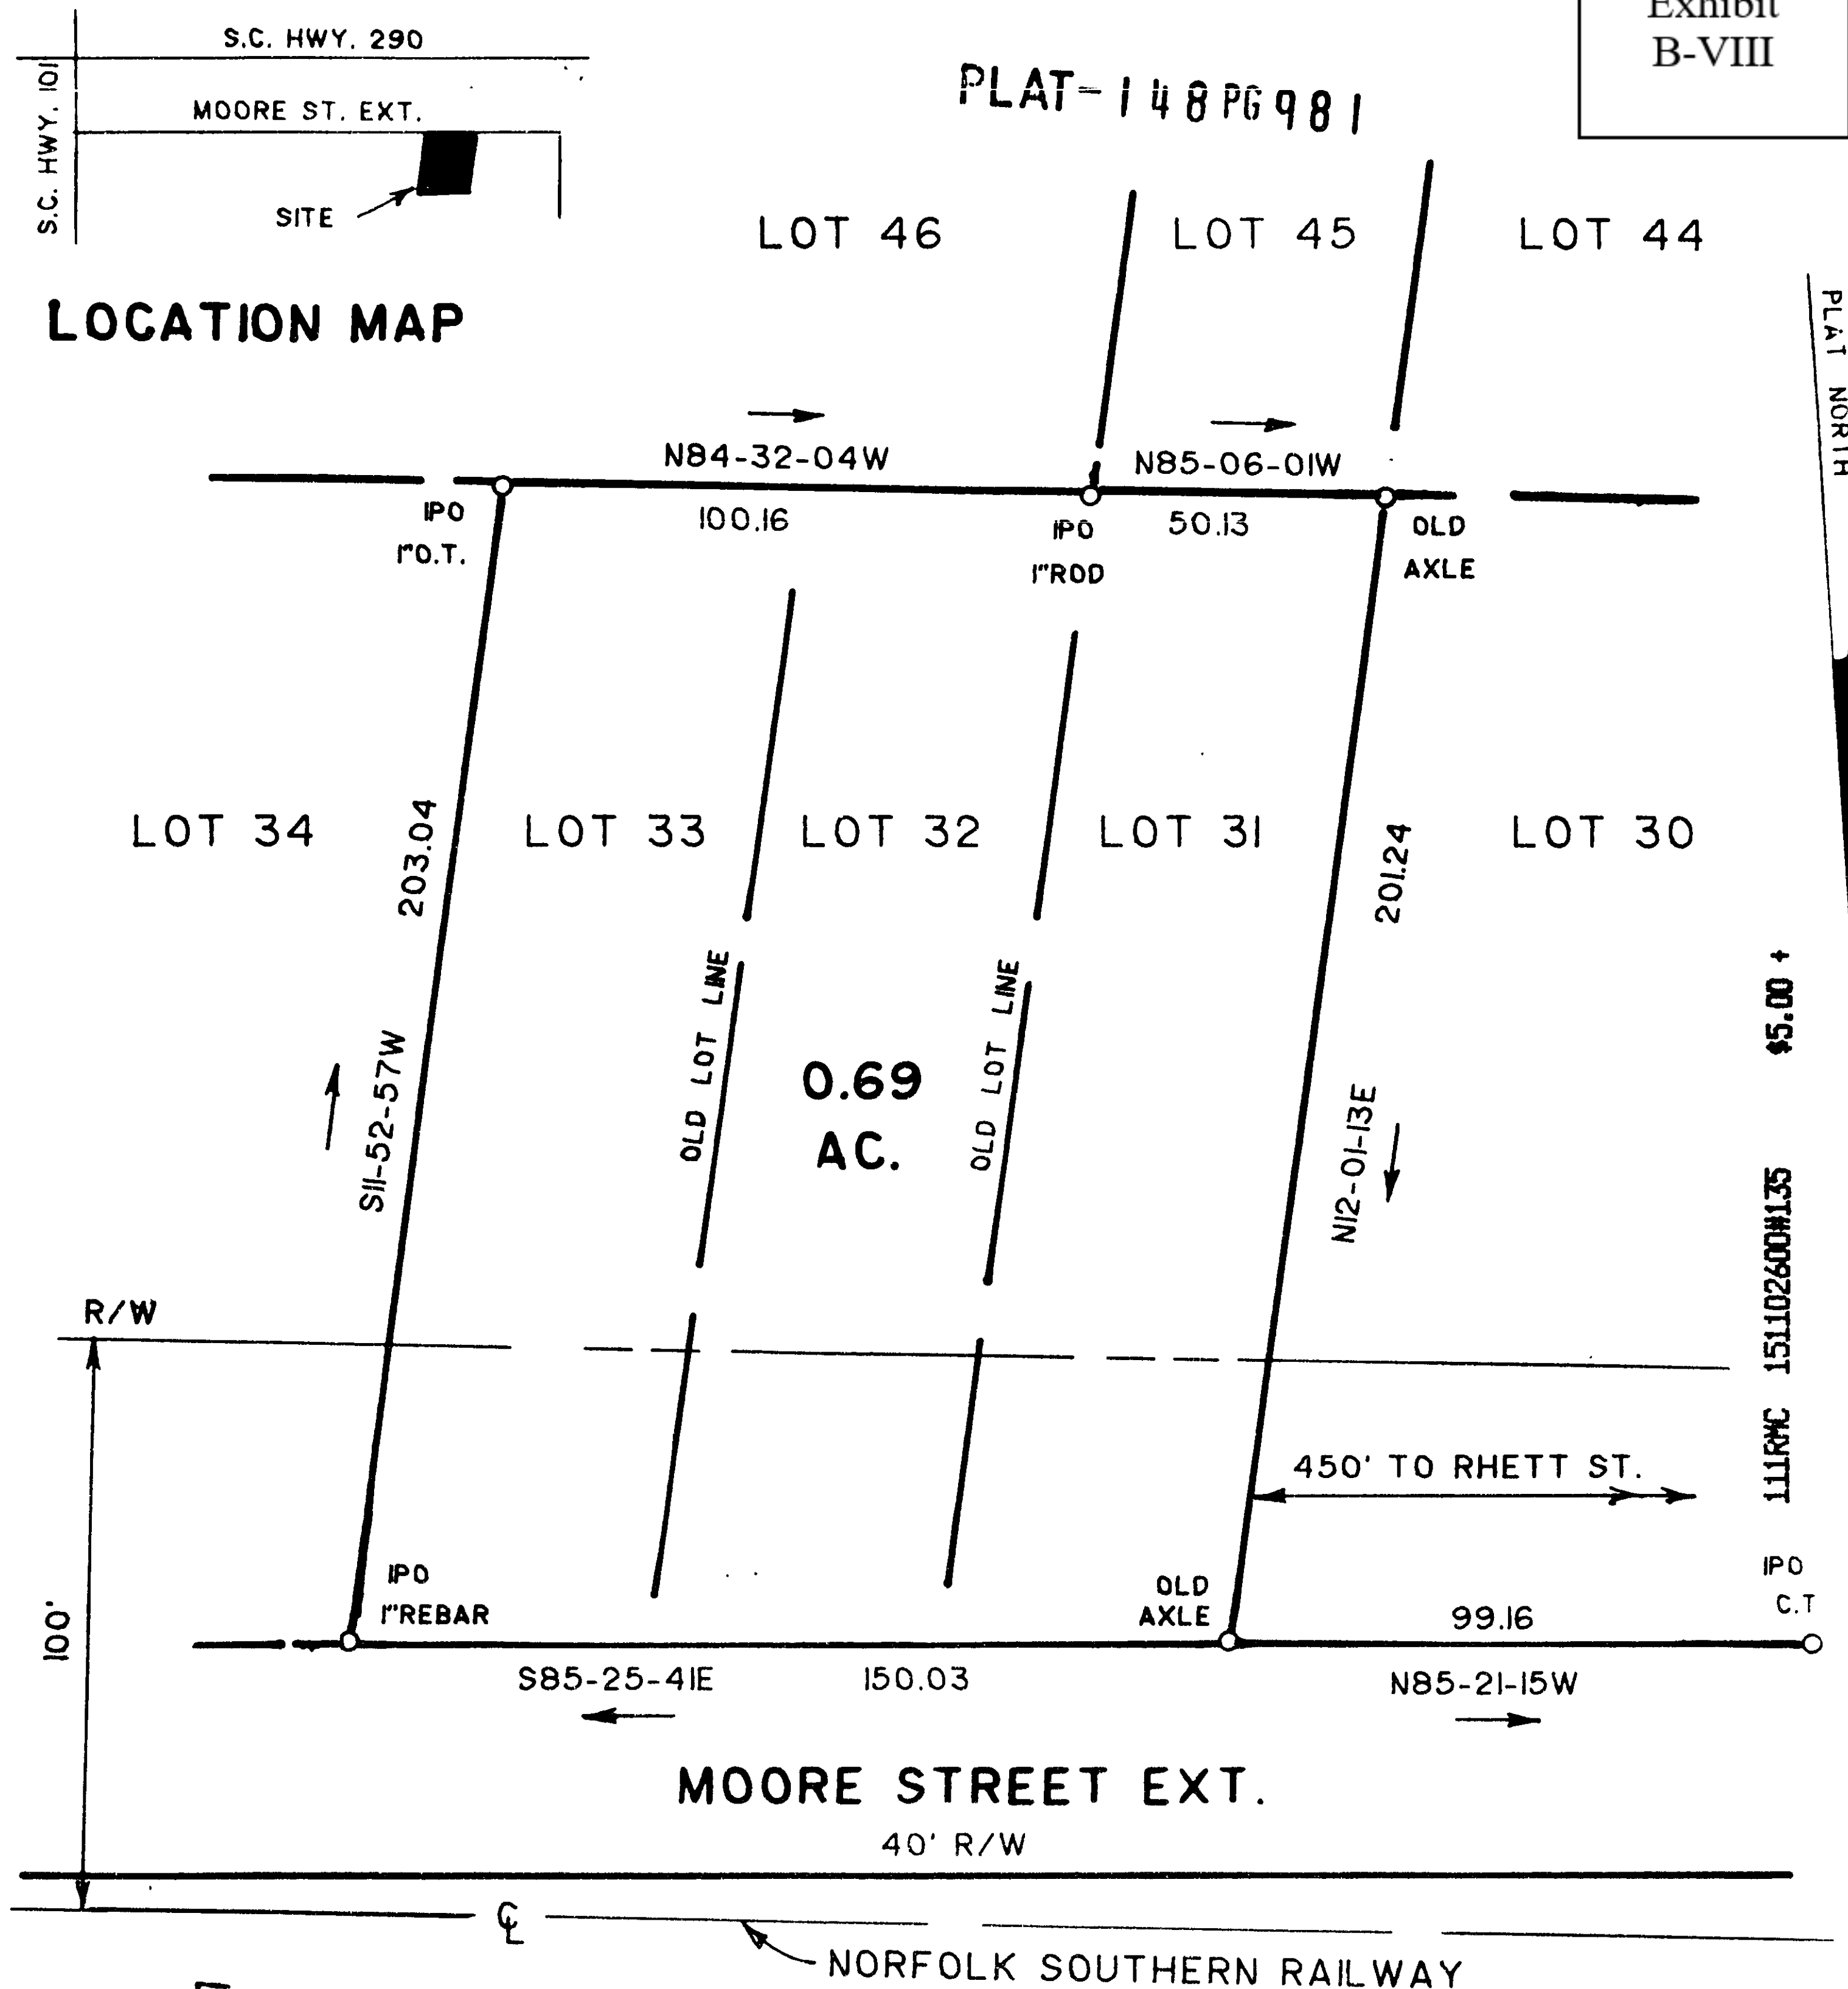 Exhibit
B-VIII
S.C. HWY. 290
S.C. HWY. 101
MOORE ST. EXT.
SITE
LOCATION MAP
PLAT-148PG981
LOT 46
LOT 45
LOT 44
PLAT NORTH
N84-32-04W
N85-06-01W
100.16
50.13
IPO
1"O.T.
IPO
1"ROD
OLD
AXLE
LOT 34
203.04
LOT 33
LOT 32
LOT 31
201.24
LOT 30
S11-52-57W
OLD LOT LINE
0.69
AC.
OLD LOT LINE
N12-01-13E
111RMC 151102600#135 $5.00 +
R/W
100'
450' TO RHETT ST.
IPO
1"REBAR
OLD
AXLE
99.16
IPO
C.T
S85-25-41E
150.03
N85-21-15W
MOORE STREET EXT.
40' R/W
CL
NORFOLK SOUTHERN RAILWAY